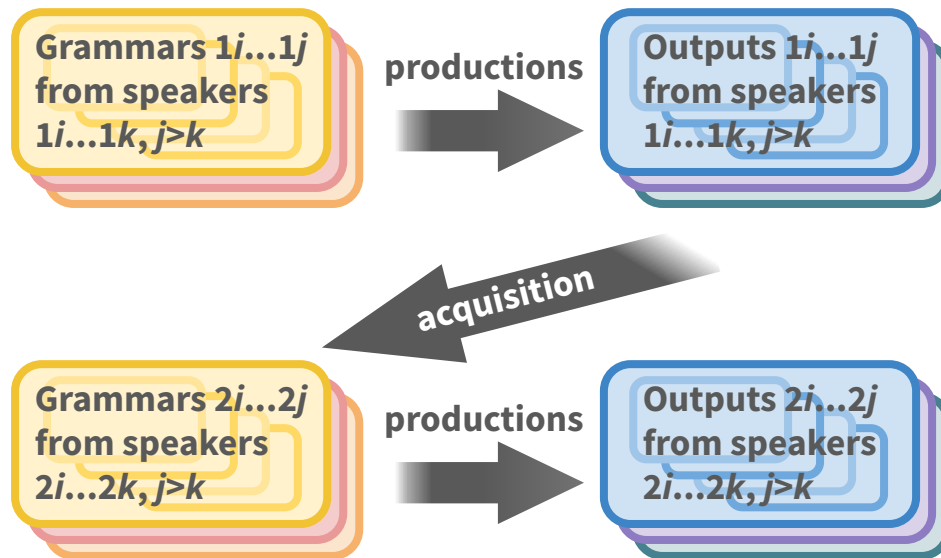 Grammars 1i...1j
from speakers
1i...1k, j>k
productions
Outputs 1i...1j
from speakers
1i...1k, j>k
acquisition
Grammars 2i...2j
from speakers
2i...2k, j>k
productions
Outputs 2i...2j
from speakers
2i...2k, j>k